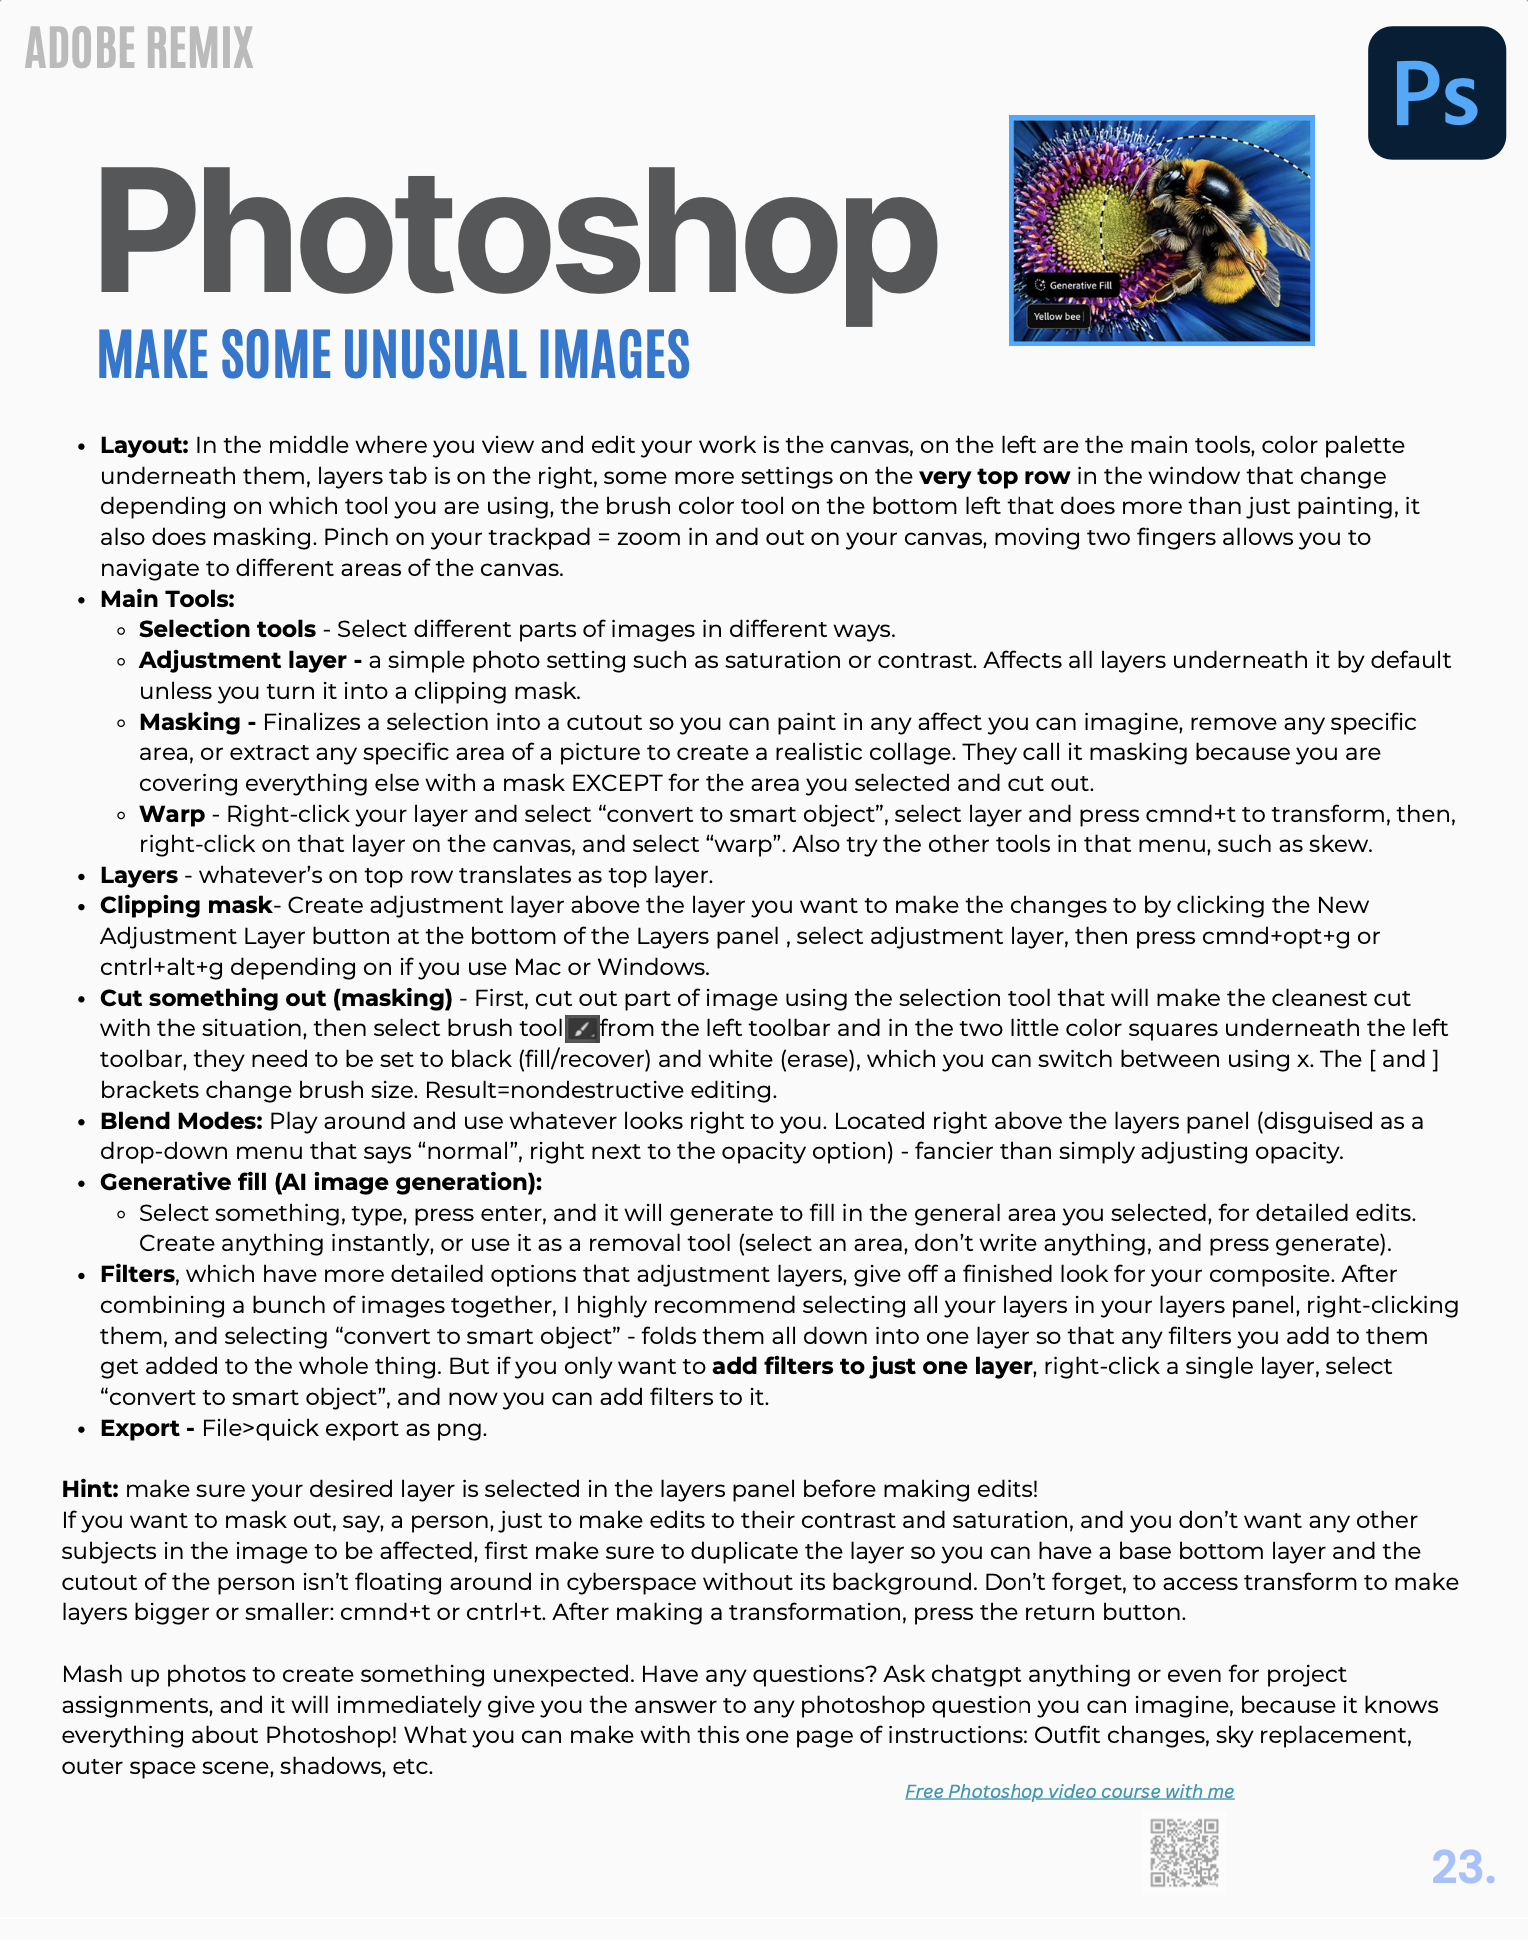 ADOBE REMIX
Ps
Photoshop
Generative Fill
Yellow bee
MAKE SOME UNUSUAL IMAGES
• Layout: In the middle where you view and edit your work is the canvas, on the left are the main tools, color palette
underneath them, layers tab is on the right, some more settings on the very top row in the window that change
depending on which tool you are using, the brush color tool on the bottom left that does more than just painting, it
also does masking. Pinch on your trackpad = zoom in and out on your canvas, moving two fingers allows you to
navigate to different areas of the canvas.
• Main Tools:
◦ Selection tools - Select different parts of images in different ways.
◦ Adjustment layer - a simple photo setting such as saturation or contrast. Affects all layers underneath it by default
unless you turn it into a clipping mask.
◦ Masking - Finalizes a selection into a cutout so you can paint in any affect you can imagine, remove any specific
area, or extract any specific area of a picture to create a realistic collage. They call it masking because you are
covering everything else with a mask EXCEPT for the area you selected and cut out.
◦ Warp - Right-click your layer and select “convert to smart object”, select layer and press cmnd+t to transform, then,
right-click on that layer on the canvas, and select “warp”. Also try the other tools in that menu, such as skew.
• Layers - whatever’s on top row translates as top layer.
• Clipping mask- Create adjustment layer above the layer you want to make the changes to by clicking the New
Adjustment Layer button at the bottom of the Layers panel , select adjustment layer, then press cmnd+opt+g or
cntrl+alt+g depending on if you use Mac or Windows.
• Cut something out (masking) - First, cut out part of image using the selection tool that will make the cleanest cut
with the situation, then select brush tool from the left toolbar and in the two little color squares underneath the left
toolbar, they need to be set to black (fill/recover) and white (erase), which you can switch between using x. The [ and ]
brackets change brush size. Result=nondestructive editing.
• Blend Modes: Play around and use whatever looks right to you. Located right above the layers panel (disguised as a
drop-down menu that says “normal”, right next to the opacity option) - fancier than simply adjusting opacity.
• Generative fill (AI image generation):
◦ Select something, type, press enter, and it will generate to fill in the general area you selected, for detailed edits.
Create anything instantly, or use it as a removal tool (select an area, don’t write anything, and press generate).
• Filters, which have more detailed options that adjustment layers, give off a finished look for your composite. After
combining a bunch of images together, I highly recommend selecting all your layers in your layers panel, right-clicking
them, and selecting “convert to smart object” - folds them all down into one layer so that any filters you add to them
get added to the whole thing. But if you only want to add filters to just one layer, right-click a single layer, select
“convert to smart object”, and now you can add filters to it.
• Export - File>quick export as png.
Hint: make sure your desired layer is selected in the layers panel before making edits!
If you want to mask out, say, a person, just to make edits to their contrast and saturation, and you don’t want any other
subjects in the image to be affected, first make sure to duplicate the layer so you can have a base bottom layer and the
cutout of the person isn’t floating around in cyberspace without its background. Don’t forget, to access transform to make
layers bigger or smaller: cmnd+t or cntrl+t. After making a transformation, press the return button.
Mash up photos to create something unexpected. Have any questions? Ask chatgpt anything or even for project
assignments, and it will immediately give you the answer to any photoshop question you can imagine, because it knows
everything about Photoshop! What you can make with this one page of instructions: Outfit changes, sky replacement,
outer space scene, shadows, etc.
Free Photoshop video course with me
23.